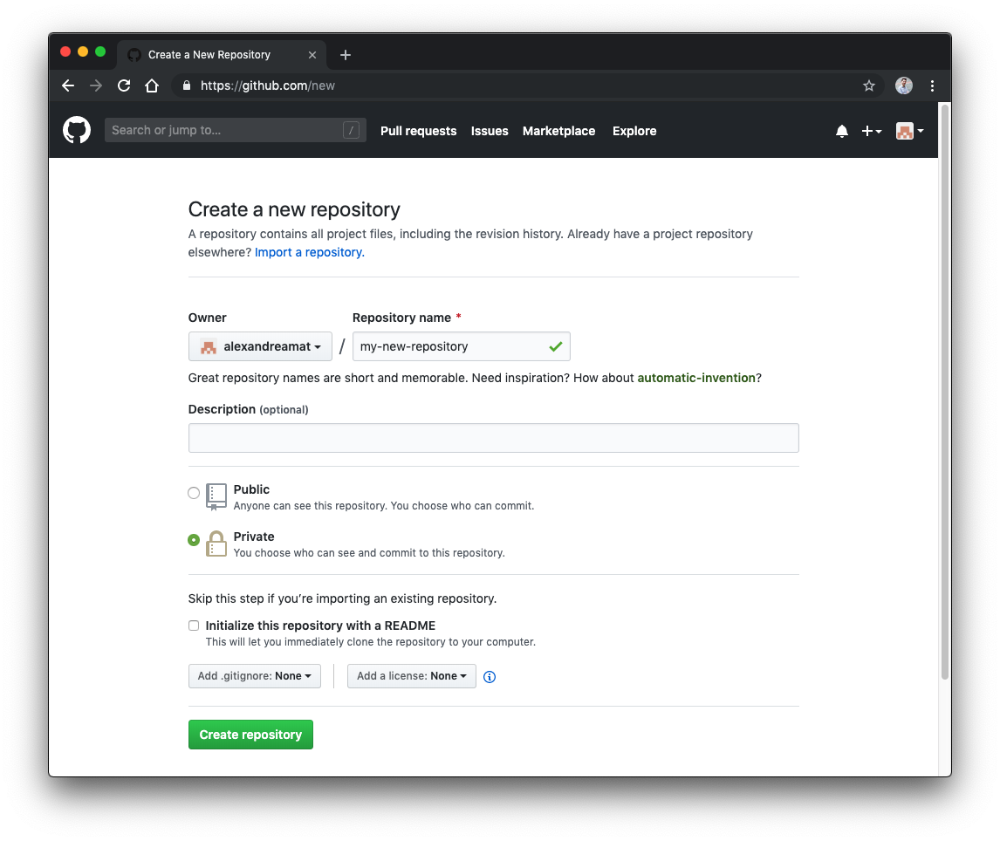 Create a New Repository
https://github.com/new
Search or jump to... /
Pull requests Issues Marketplace Explore
Create a new repository
A repository contains all project files, including the revision history. Already have a project repository
elsewhere? Import a repository.
Owner Repository name *
alexandreamat / my-new-repository
Great repository names are short and memorable. Need inspiration? How about automatic-invention?
Description (optional)
Public
Anyone can see this repository. You choose who can commit.
Private
You choose who can see and commit to this repository.
Skip this step if you’re importing an existing repository.
Initialize this repository with a README
This will let you immediately clone the repository to your computer.
Add .gitignore: None Add a license: None
Create repository